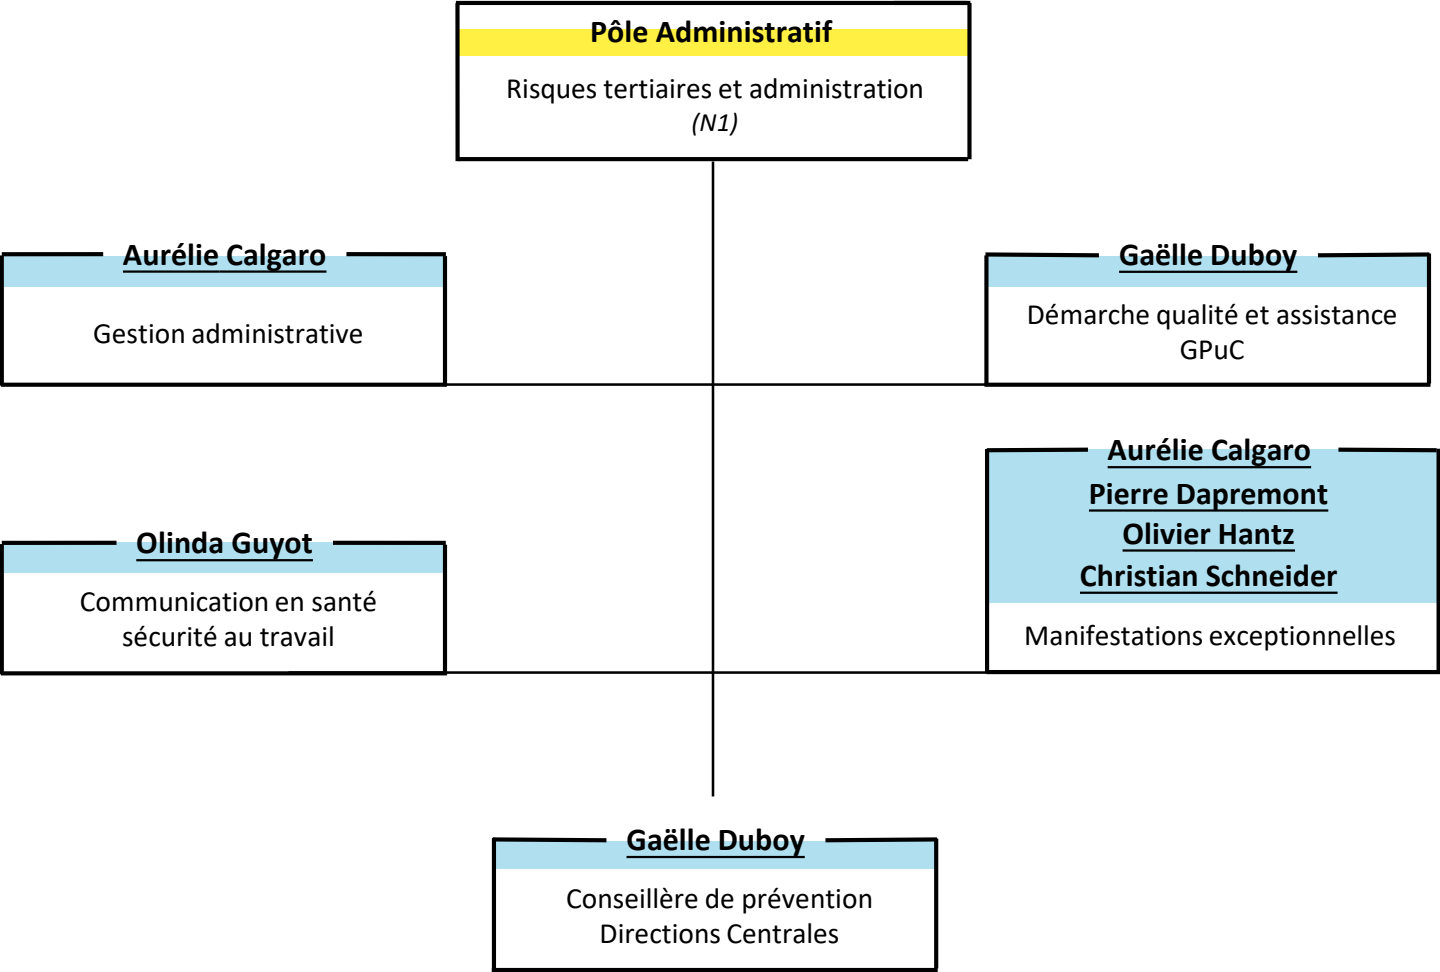 Pôle Administratif
Risques tertiaires et administration
(N1)
Aurélie Calgaro
Gestion administrative
Gaëlle Duboy
Démarche qualité et assistance
GPuC
Olinda Guyot
Communication en santé
sécurité au travail
Aurélie Calgaro
Pierre Dapremont
Olivier Hantz
Christian Schneider
Manifestations exceptionnelles
Gaëlle Duboy
Conseillère de prévention
Directions Centrales